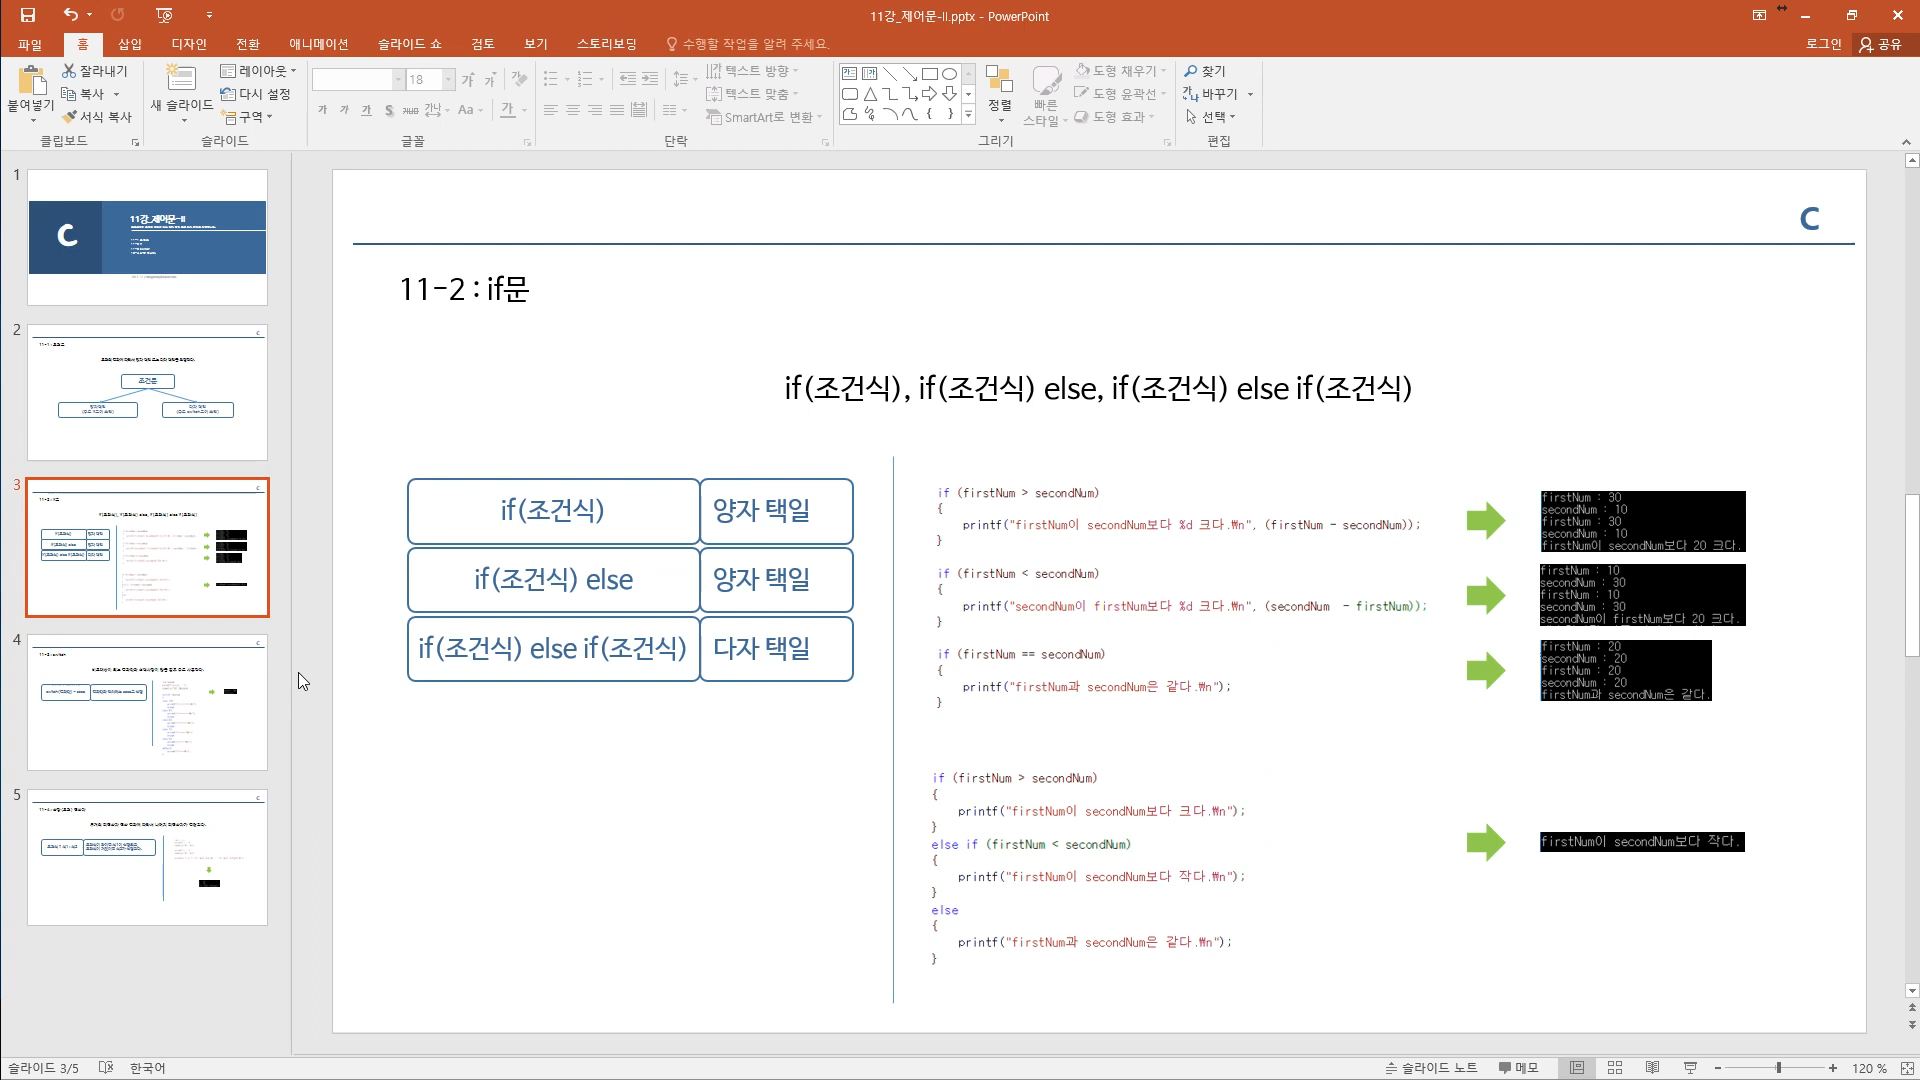 11강_제어문-II.pptx - PowerPoint
파일 홈 삽입 디자인 전환 애니메이션 슬라이드 쇼 검토 보기 스토리보딩 수행할 작업을 알려 주세요. 로그인 공유
붙여넣기
잘라내기
복사
서식 복사
클립보드
새 슬라이드
레이아웃
다시 설정
구역
슬라이드
18
글꼴
텍스트 방향
텍스트 맞춤
SmartArt로 변환
단락
정렬
빠른 스타일
도형 채우기
도형 윤곽선
도형 효과
그리기
찾기
바꾸기
선택
편집
1
C
11강_제어문-II
2
조건문
3
4
5
C
11-2 : if문
if(조건식), if(조건식) else, if(조건식) else if(조건식)
if(조건식) 양자 택일
if(조건식) else 양자 택일
if(조건식) else if(조건식) 다자 택일
if (firstNum > secondNum)
{
printf("firstNum이 secondNum보다 %d 크다.₩n", (firstNum - secondNum));
}
if (firstNum < secondNum)
{
printf("secondNum이 firstNum보다 %d 크다.₩n", (secondNum - firstNum));
}
if (firstNum == secondNum)
{
printf("firstNum과 secondNum은 같다.₩n");
}
if (firstNum > secondNum)
{
printf("firstNum이 secondNum보다 크다.₩n");
}
else if (firstNum < secondNum)
{
printf("firstNum이 secondNum보다 작다.₩n");
}
else
{
printf("firstNum과 secondNum은 같다.₩n");
}
firstNum : 30
secondNum : 10
firstNum : 30
secondNum : 10
firstNum이 secondNum보다 20 크다.
firstNum : 10
secondNum : 30
firstNum : 10
secondNum : 30
secondNum이 firstNum보다 20 크다.
firstNum : 20
secondNum : 20
firstNum : 20
secondNum : 20
firstNum과 secondNum은 같다.
firstNum이 secondNum보다 작다.
슬라이드 3/5 한국어 슬라이드 노트 메모 120 %